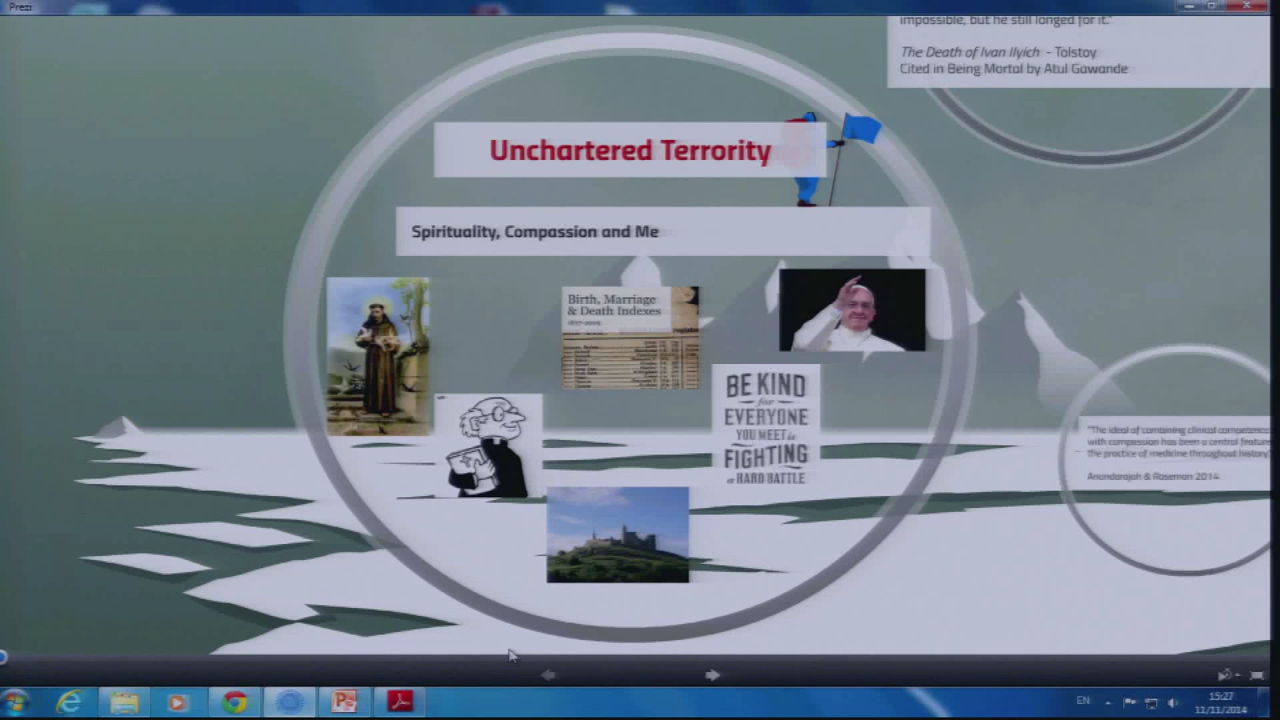 Prezi
impossible, but he still longed for it."
The Death of Ivan Ilyich - Tolstoy
Cited in Being Mortal by Atul Gawande
Unchartered Terrority
Spirituality, Compassion and Me
Birth, Marriage
& Death Indexes
BE KIND
for
EVERYONE
YOU MEET is
FIGHTING
a HARD BATTLE
"The ideal of combining clinical competence
with compassion has been a central feature
the practice of medicine throughout history"
Anandarajah & Roseman 2014
EN
15:27
11/11/2014